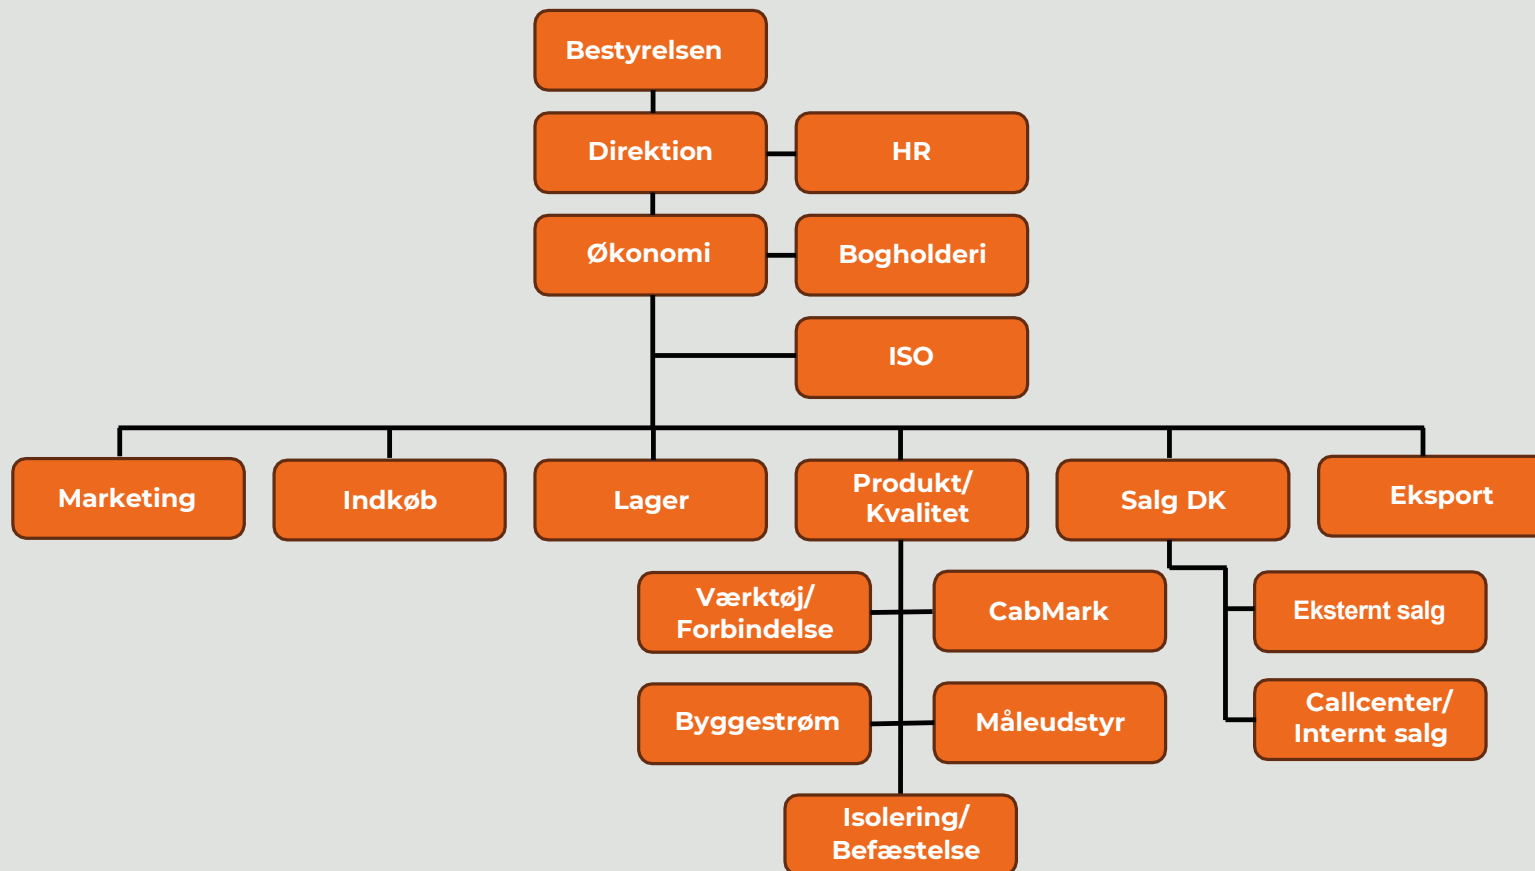 Bestyrelsen
Direktion
HR
Økonomi
Bogholderi
ISO
Marketing
Indkøb
Lager
Produkt/
Kvalitet
Salg DK
Eksport
Værktøj/
Forbindelse
CabMark
Eksternt salg
Byggestrøm
Måleudstyr
Callcenter/
Internt salg
Isolering/
Befæstelse